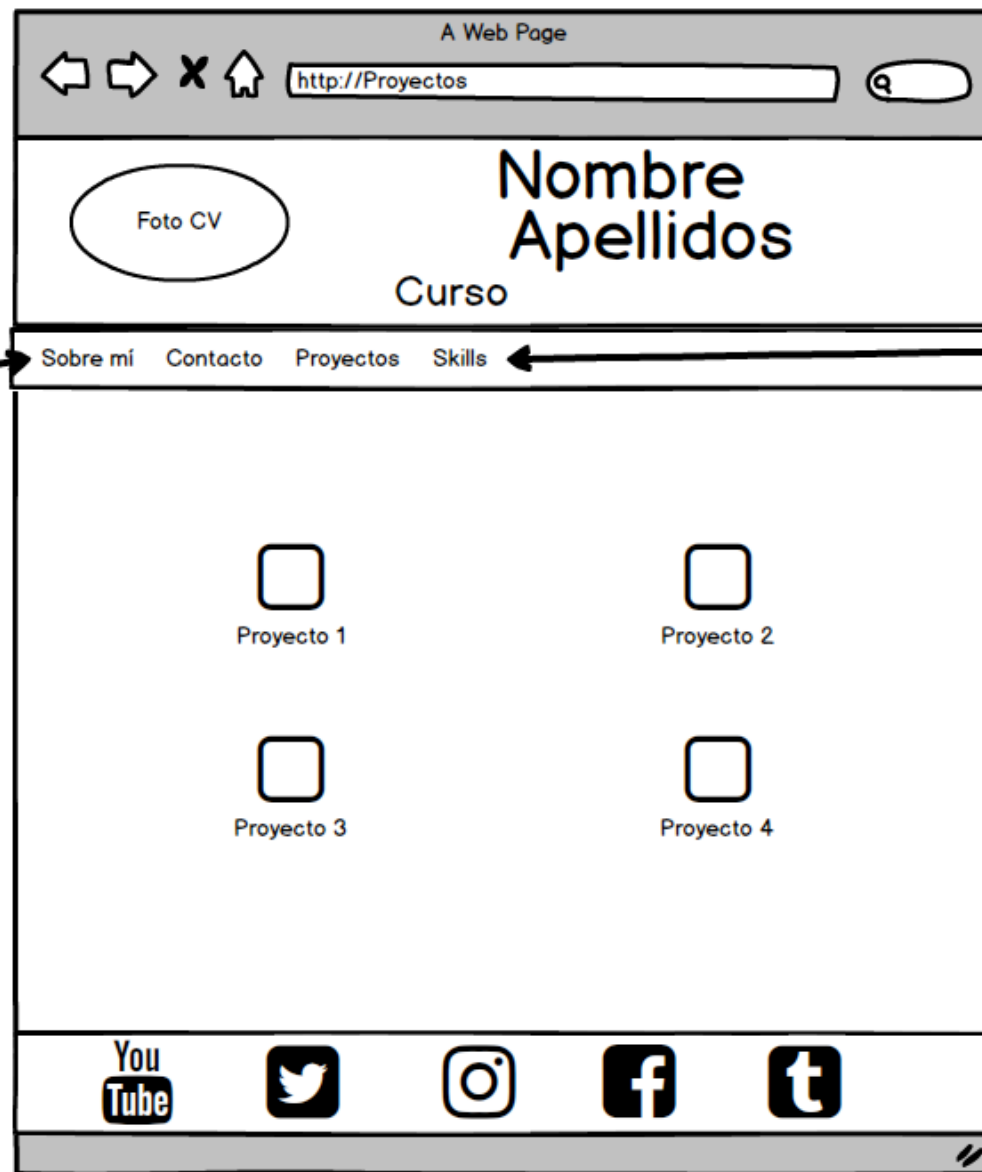 A Web Page
http://Proyectos
Foto CV
Nombre
Apellidos
Curso
Sobre mí Contacto Proyectos Skills
Proyecto 1 Proyecto 2
Proyecto 3 Proyecto 4
You
Tube